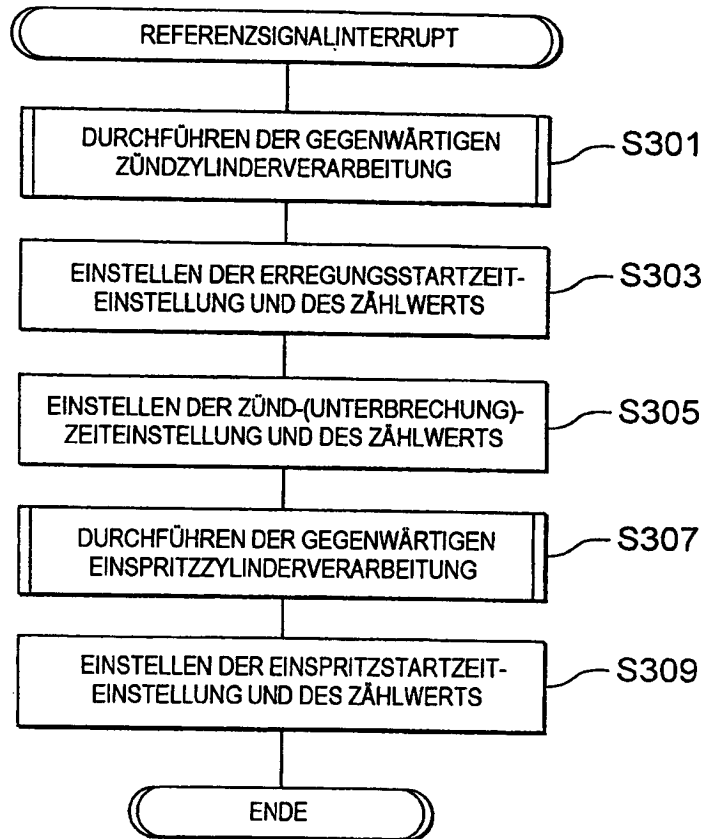 REFERENZSIGNALINTERRUPT
DURCHFÜHREN DER GEGENWÄRTIGEN
ZÜNDZYLINDERVERARBEITUNG
S301
EINSTELLEN DER ERREGUNGSSTARTZEIT-
EINSTELLUNG UND DES ZÄHLWERTS
S303
EINSTELLEN DER ZÜND-(UNTERBRECHUNG)-
ZEITEINSTELLUNG UND DES ZÄHLWERTS
S305
DURCHFÜHREN DER GEGENWÄRTIGEN
EINSPRITZZYLINDERVERARBEITUNG
S307
EINSTELLEN DER EINSPRITZSTARTZEIT-
EINSTELLUNG UND DES ZÄHLWERTS
S309
ENDE